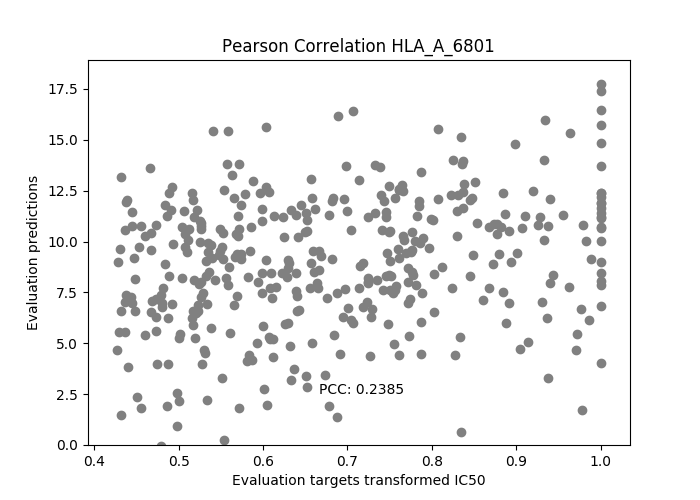 Pearson Correlation HLA_A_6801
17.5
15.0
12.5
10.0
7.5
5.0
2.5
0.0
Evaluation predictions
PCC: 0.2385
0.4 0.5 0.6 0.7 0.8 0.9 1.0
Evaluation targets transformed IC50